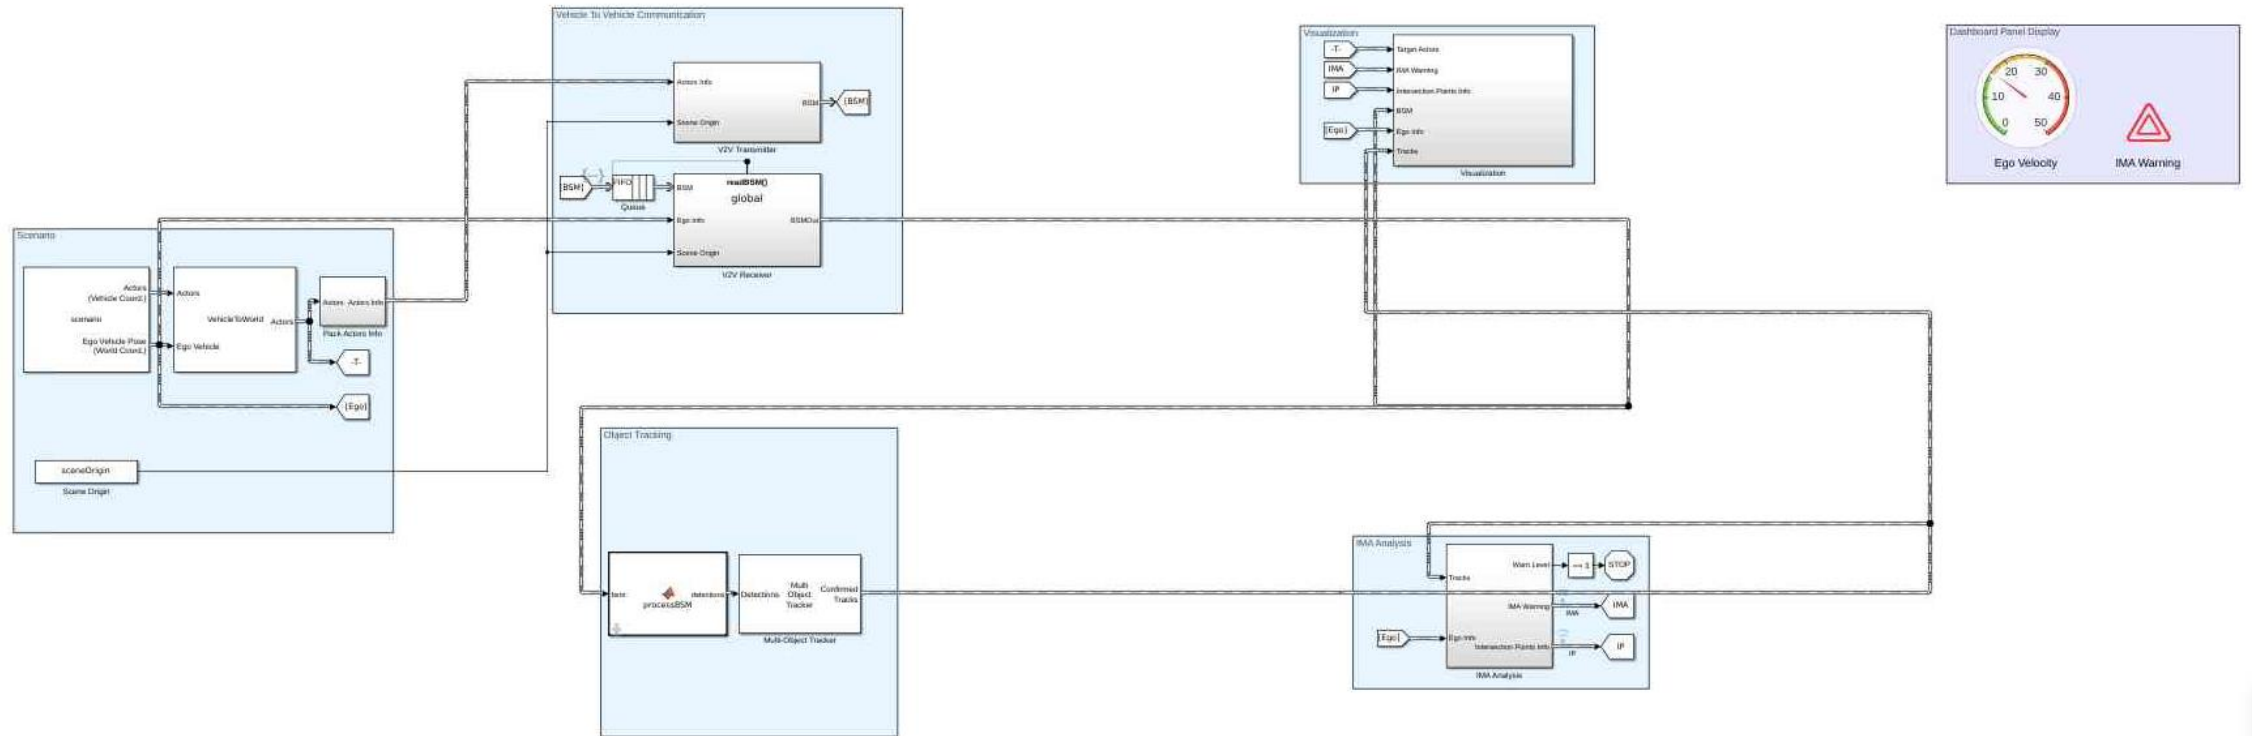 Scenario
Actors
(Vehicle Coord.)
scenario
Ego Vehicle Pose
(World Coord.)
Actors
VehicleToWorld
Actors
Ego Vehicle
Actors
Actors Info
Pack Actors Info
-T-
[Ego]
sceneOrigin
Scene Origin
Vehicle To Vehicle Communication
Actors Info
BSM
[BSM]
Scene Origin
V2V Transmitter
[BSM]
FIFO
Queue
BSM
readBSM()
global
Ego Info
BSMOut
Scene Origin
V2V Receiver
Object Tracking
bsm
detections
processBSM
Detections
Multi
Object
Tracker
Confirmed
Tracks
Multi-Object Tracker
Visualization
-T-
Target Actors
IMA
IMA Warning
IP
Intersection Points Info
BSM
[Ego]
Ego Info
Tracks
Visualization
IMA Analysis
Tracks
Warn Level
STOP
IMA Warning
IMA
IMA
[Ego]
Ego Info
Intersection Points Info
IP
IP
IMA Analysis
Dashboard Panel Display
0
10
20
30
40
50
Ego Velocity
IMA Warning